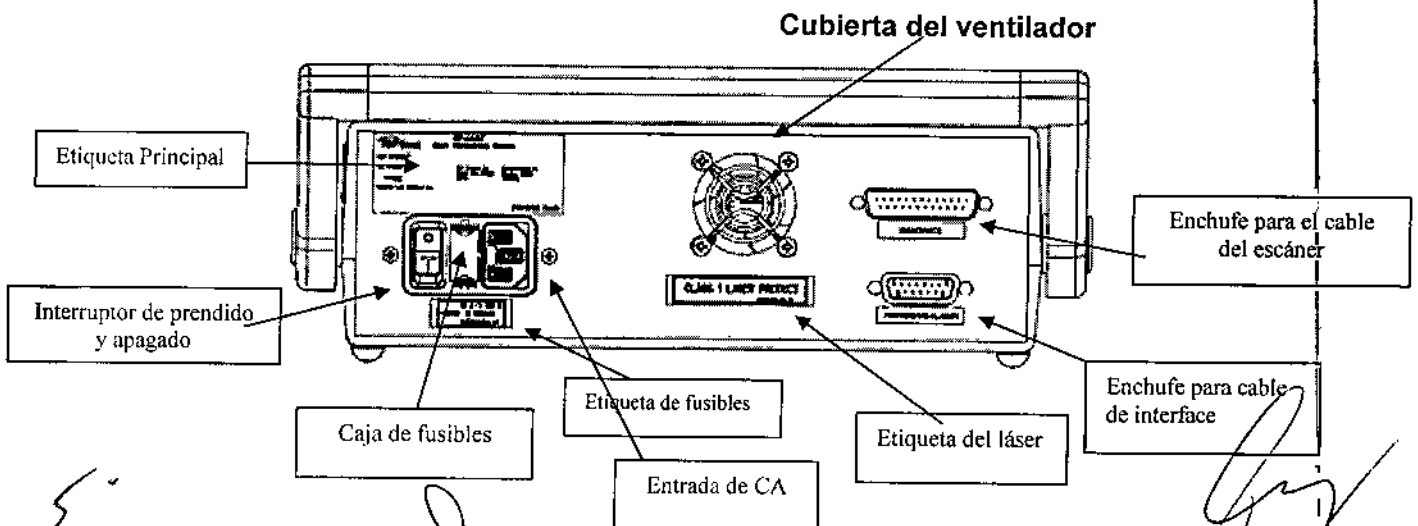 Cubierta del ventilador
Etiqueta Principal
Enchufe para el cable
del escáner
Interruptor de prendido
y apagado
CLASS 1 LASER PRODUCT
Enchufe para cable
de interface
Etiqueta de fusibles
Caja de fusibles
Etiqueta del láser
Entrada de CA